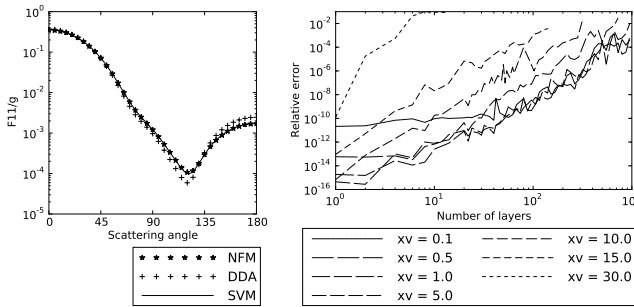 10^0
10^-1
10^-2
10^-3
10^-4
10^-5
F11/g
0 45 90 135 180
Scattering angle
NFM
DDA
SVM
10^-2
10^-4
10^-6
10^-8
10^-10
10^-12
10^-14
10^-16
Relative error
10^0 10^1 10^2 10^3
Number of layers
xv = 0.1
xv = 0.5
xv = 1.0
xv = 5.0
xv = 10.0
xv = 15.0
xv = 30.0